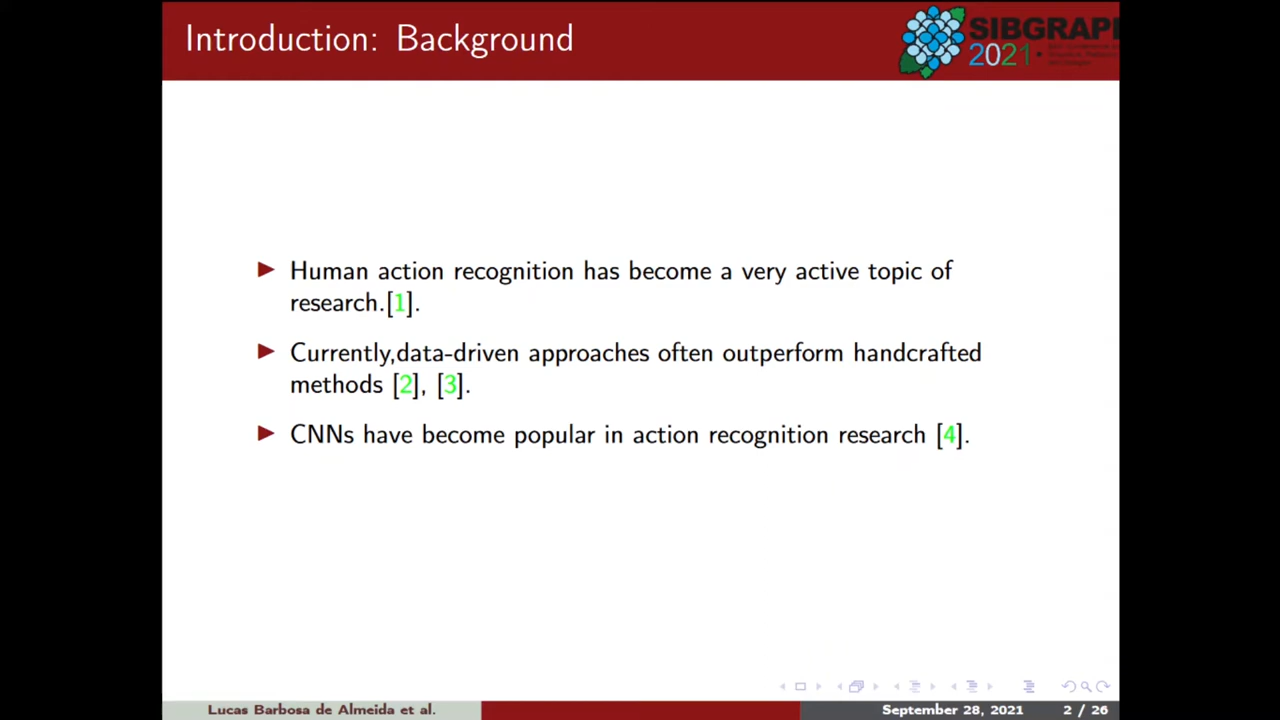 Introduction: Background
SIBGRAPI
2021
Human action recognition has become a very active topic of
research.[1].
Currently,data-driven approaches often outperform handcrafted
methods [2], [3].
CNNs have become popular in action recognition research [4].
Lucas Barbosa de Almeida et al.
September 28, 2021
2 / 26